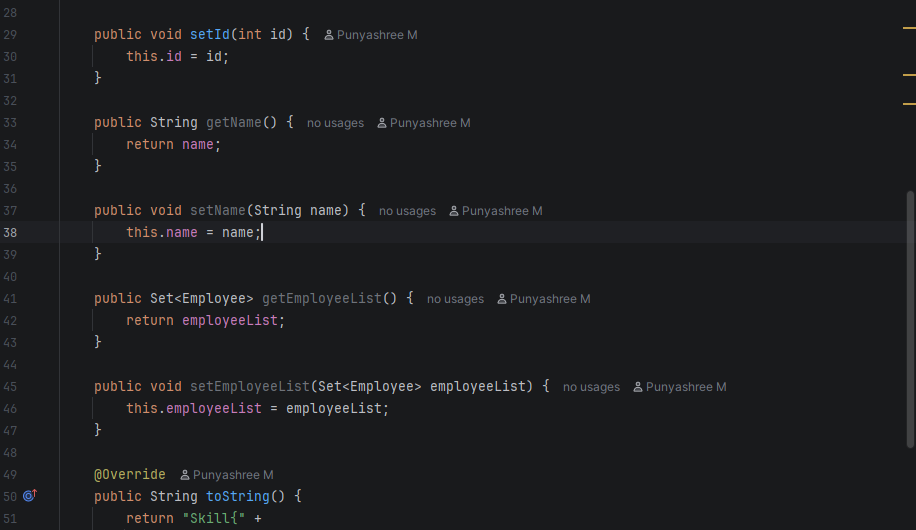 28
29 public void setId(int id) { Punyashree M
30 this.id = id;
31 }
32
33 public String getName() { no usages Punyashree M
34 return name;
35 }
36
37 public void setName(String name) { no usages Punyashree M
38 this.name = name;
39 }
40
41 public Set<Employee> getEmployeeList() { no usages Punyashree M
42 return employeeList;
43 }
44
45 public void setEmployeeList(Set<Employee> employeeList) { no usages Punyashree M
46 this.employeeList = employeeList;
47 }
48
49 @Override Punyashree M
50 public String toString() {
51 return "Skill{" +